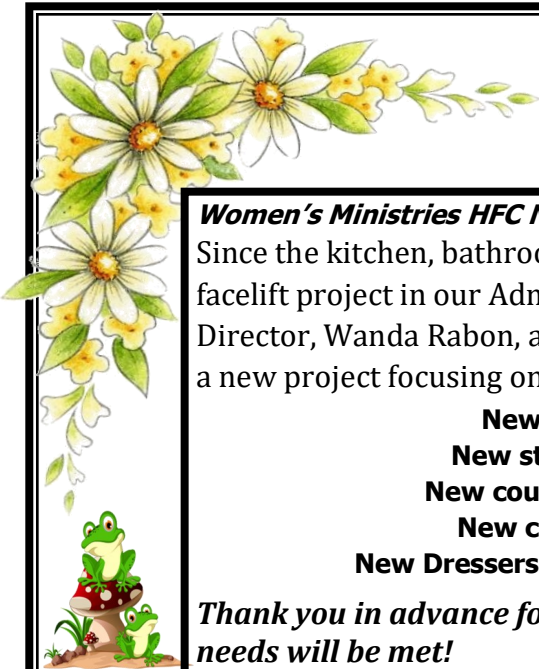 Women's Ministries HFC
Since the kitchen, bathroo
facelift project in our Adm
Director, Wanda Rabon, a
a new project focusing on
New
New st
New cou
New c
New Dressers
Thank you in advance fo
needs will be met!